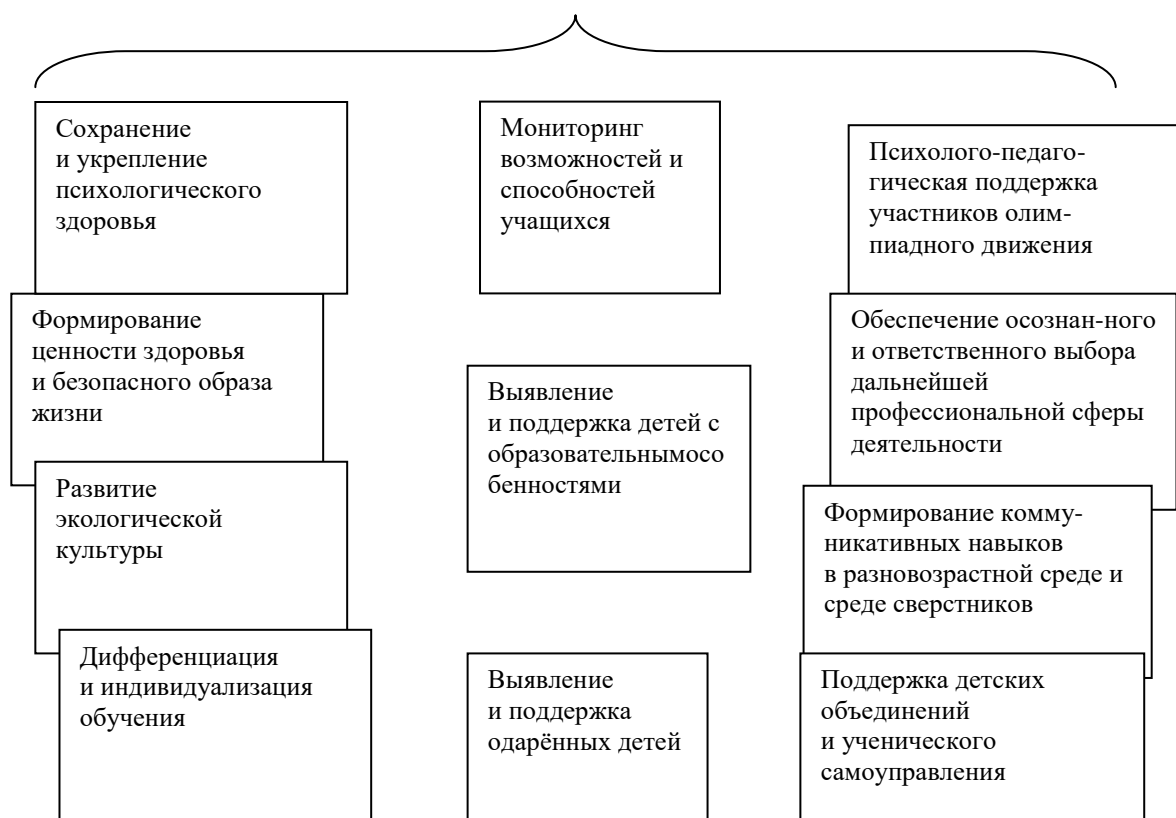 Сохранение
и укрепление
психологического
здоровья
Формирование
ценности здоровья
и безопасного образа
жизни
Развитие
экологической
культуры
Дифференциация
и индивидуализация
обучения
Мониторинг
возможностей и
способностей
учащихся
Выявление
и поддержка детей с
образовательнымосо
бенностями
Выявление
и поддержка
одарённых детей
Психолого-педаго-
гическая поддержка
участников олим-
пиадного движения
Обеспечение осознан-ного
и ответственного выбора
дальнейшей
профессиональной сферы
деятельности
Формирование комму-
никативных навыков
в разновозрастной среде и
среде сверстников
Поддержка детских
объединений
и ученического
самоуправления